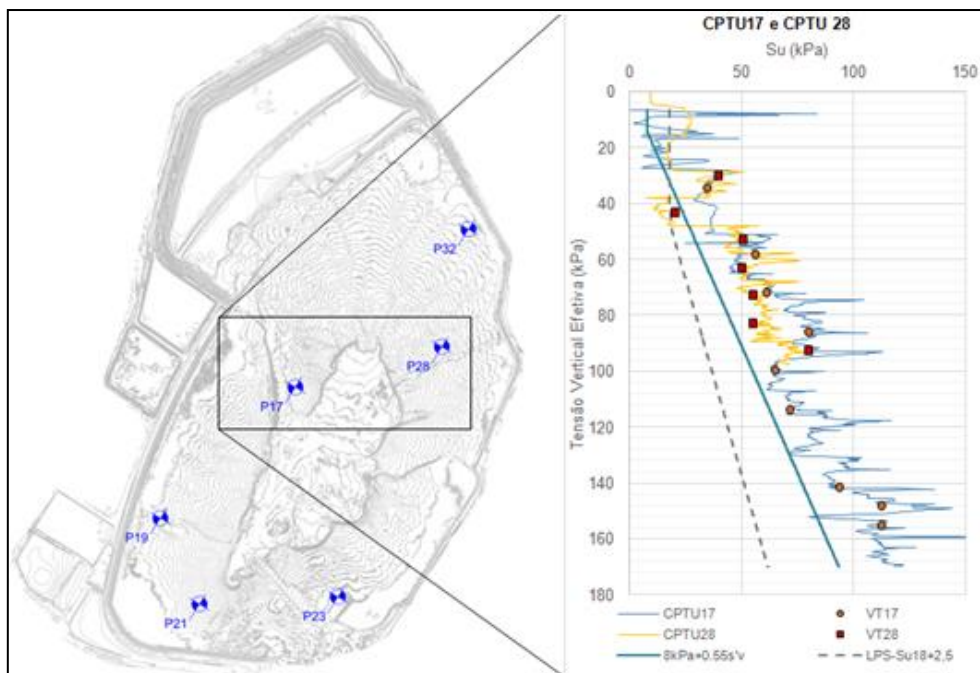 P32
P28
P17
P19
P21
P23
CPTU17 e CPTU 28
Su (kPa)
0 50 100 150
Tensão Vertical Efetiva (kPa)
0
20
40
60
80
100
120
140
160
180
CPTU17 VT17
CPTU28 VT28
8kPa+0.55s'v LPS-Su18+2,5